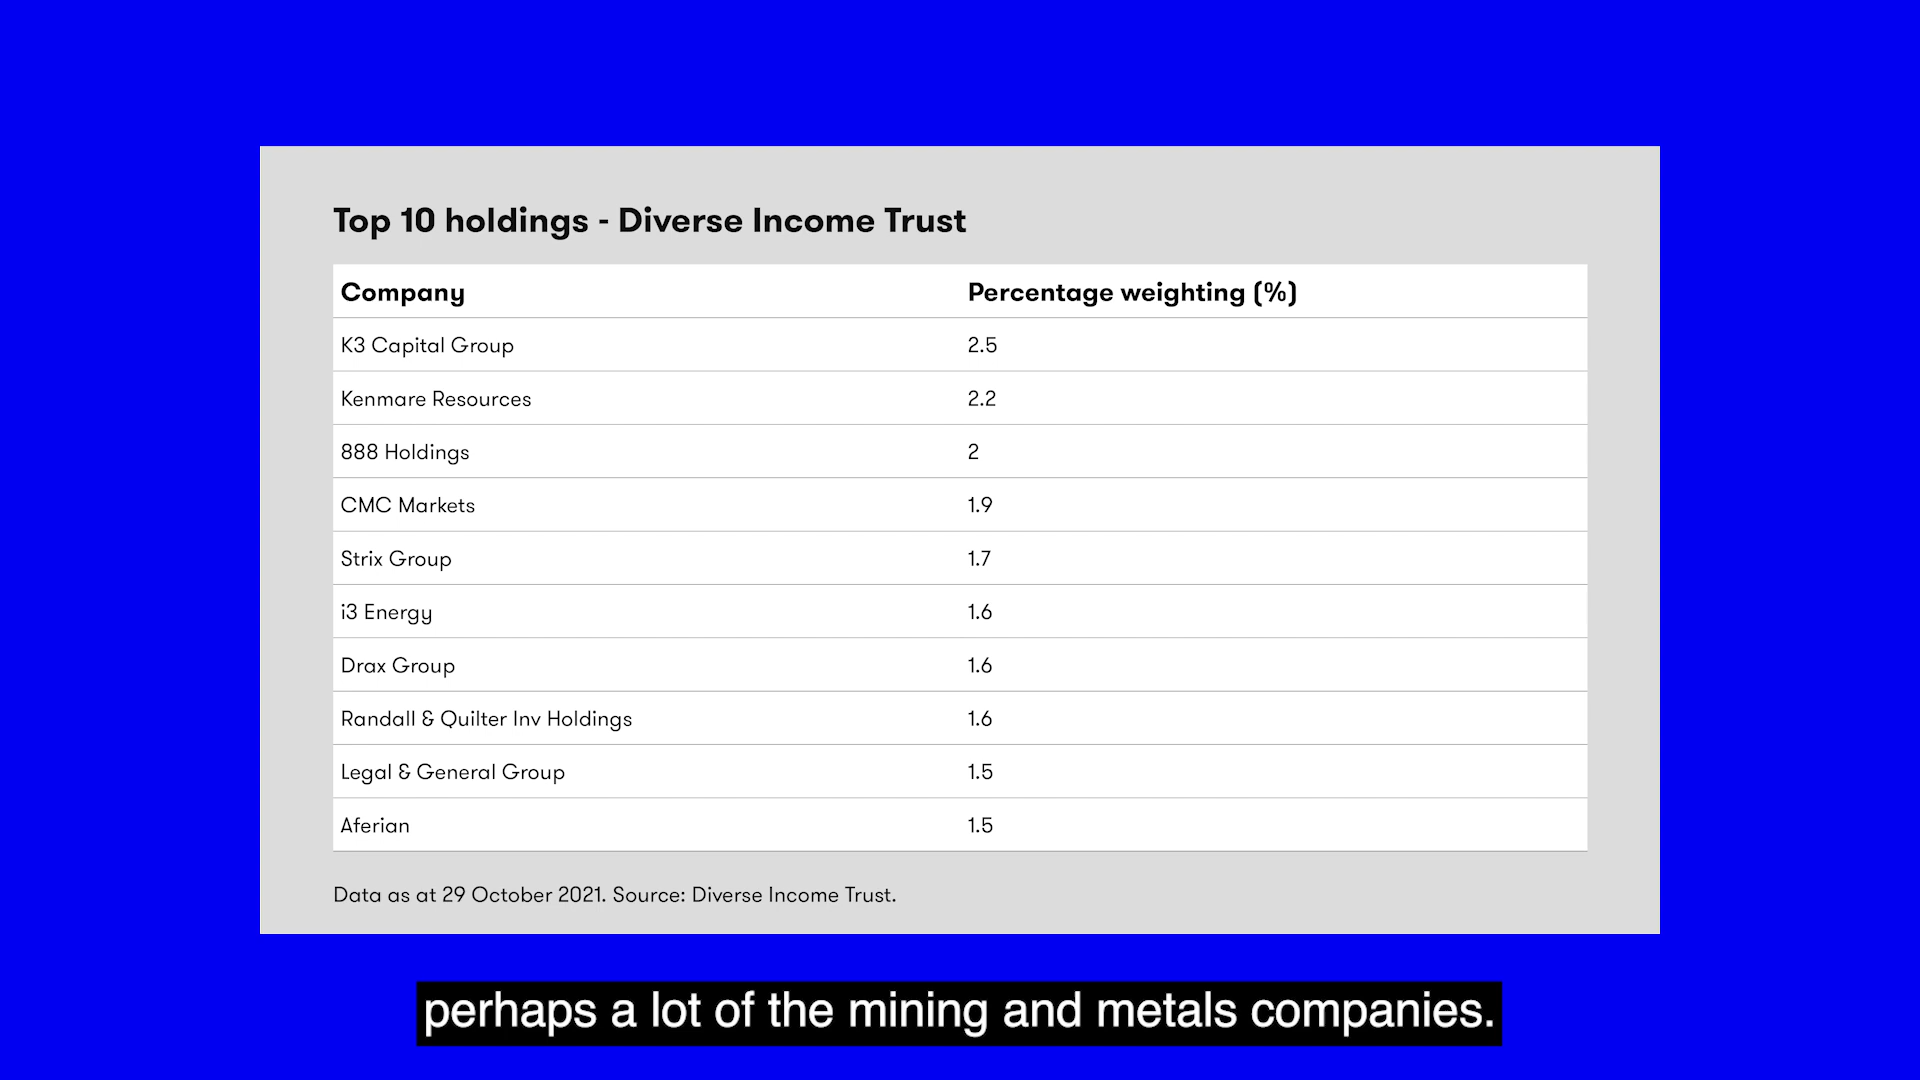 Top 10 holdings - Diverse Income Trust
Company Percentage weighting (%)
K3 Capital Group 2.5
Kenmare Resources 2.2
888 Holdings 2
CMC Markets 1.9
Strix Group 1.7
i3 Energy 1.6
Drax Group 1.6
Randall & Quilter Inv Holdings 1.6
Legal & General Group 1.5
Aferian 1.5
Data as at 29 October 2021. Source: Diverse Income Trust.
perhaps a lot of the mining and metals companies.